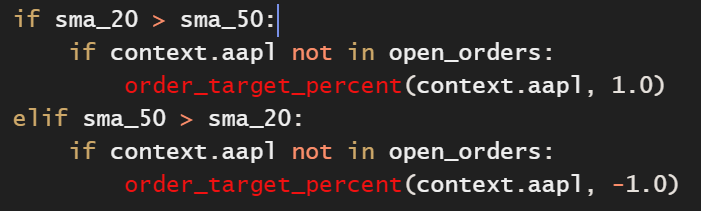 if sma_20 > sma_50:
    if context.aapl not in open_orders:
        order_target_percent(context.aapl, 1.0)
elif sma_50 > sma_20:
    if context.aapl not in open_orders:
        order_target_percent(context.aapl, -1.0)